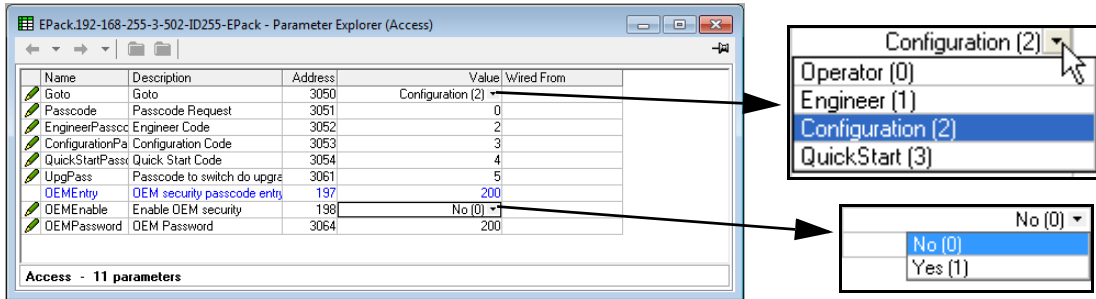 EPack.192-168-255-3-502-ID255-EPack - Parameter Explorer (Access)
Name Description Address Value Wired From
Goto Goto 3050 Configuration (2)
Passcode Passcode Request 3051 0
EngineerPassco Engineer Code 3052 2
ConfigurationPa Configuration Code 3053 3
QuickStartPassc Quick Start Code 3054 4
UpgPass Passcode to switch do upgra 3061 5
OEMEntry OEM security passcode entry 197 200
OEMEnable Enable OEM security 198 No (0)
OEMPassword OEM Password 3064 200
Access - 11 parameters
Configuration (2)
Operator (0)
Engineer (1)
Configuration (2)
QuickStart (3)
No (0)
No (0)
Yes (1)